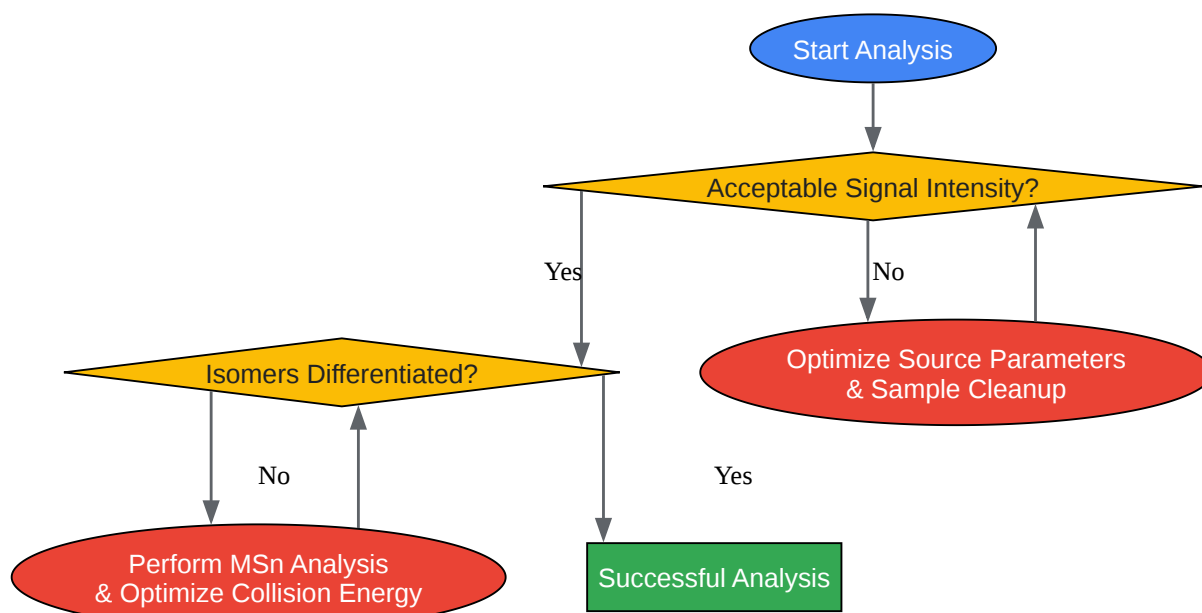 Start Analysis
Acceptable Signal Intensity?
Yes
No
Optimize Source Parameters
& Sample Cleanup
Isomers Differentiated?
No
Yes
Perform MSn Analysis
& Optimize Collision Energy
Successful Analysis